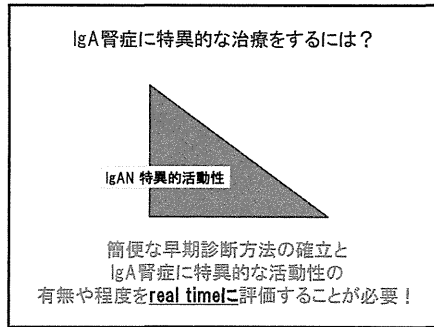 IgA腎症に特異的な治療をするには？
IgAN 特異的活動性
簡便な早期診断方法の確立と
IgA腎症に特異的な活動性の
有無や程度をreal timeに評価することが必要！